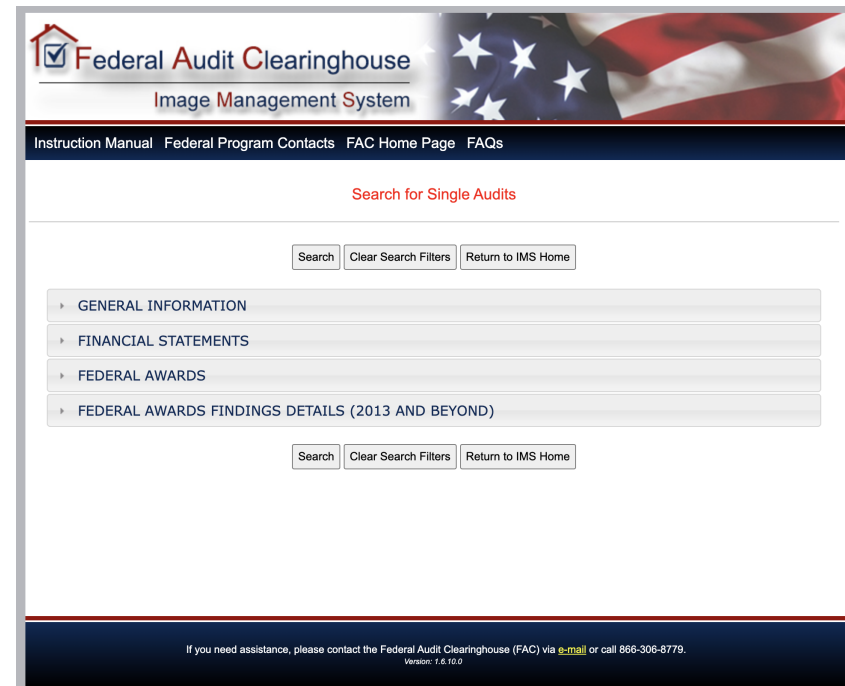 Federal Audit Clearinghouse
Image Management System
Instruction Manual Federal Program Contacts FAC Home Page FAQs
Search for Single Audits
Search Clear Search Filters Return to IMS Home
GENERAL INFORMATION
FINANCIAL STATEMENTS
FEDERAL AWARDS
FEDERAL AWARDS FINDINGS DETAILS (2013 AND BEYOND)
Search Clear Search Filters Return to IMS Home
If you need assistance, please contact the Federal Audit Clearinghouse (FAC) via e-mail or call 866-306-8779.
Version: 1.6.10.0